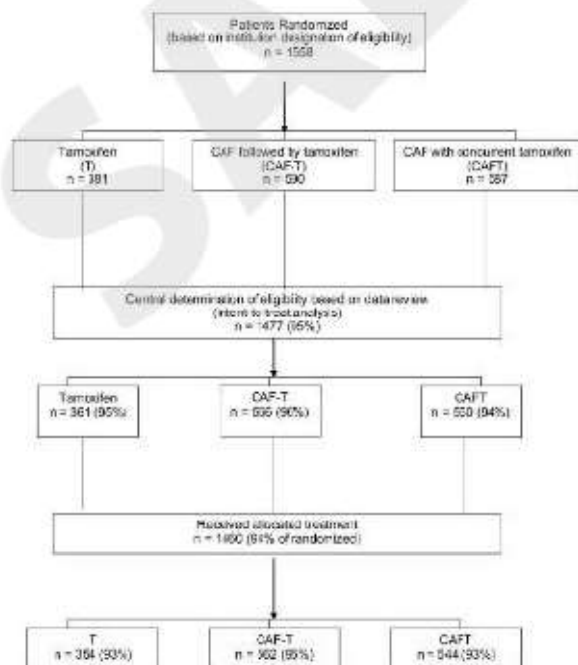 Patients Randomized
(based on institution designation of eligibility)
n = 1558
Tamoxifen
(T)
n = 381
CAF followed by tamoxifen
(CAF-T)
n = 590
CAF with concurrent tamoxifen
(CAFT)
n = 587
Central determination of eligibility based on data review
(intent to treat analysis)
n = 1477 (95%)
Tamoxifen
n = 361 (95%)
CAF-T
n = 566 (96%)
CAFT
n = 550 (94%)
Received allocated treatment
n = 1460 (94% of randomized)
T
n = 354 (93%)
CAF-T
n = 562 (95%)
CAFT
n = 544 (93%)
SA